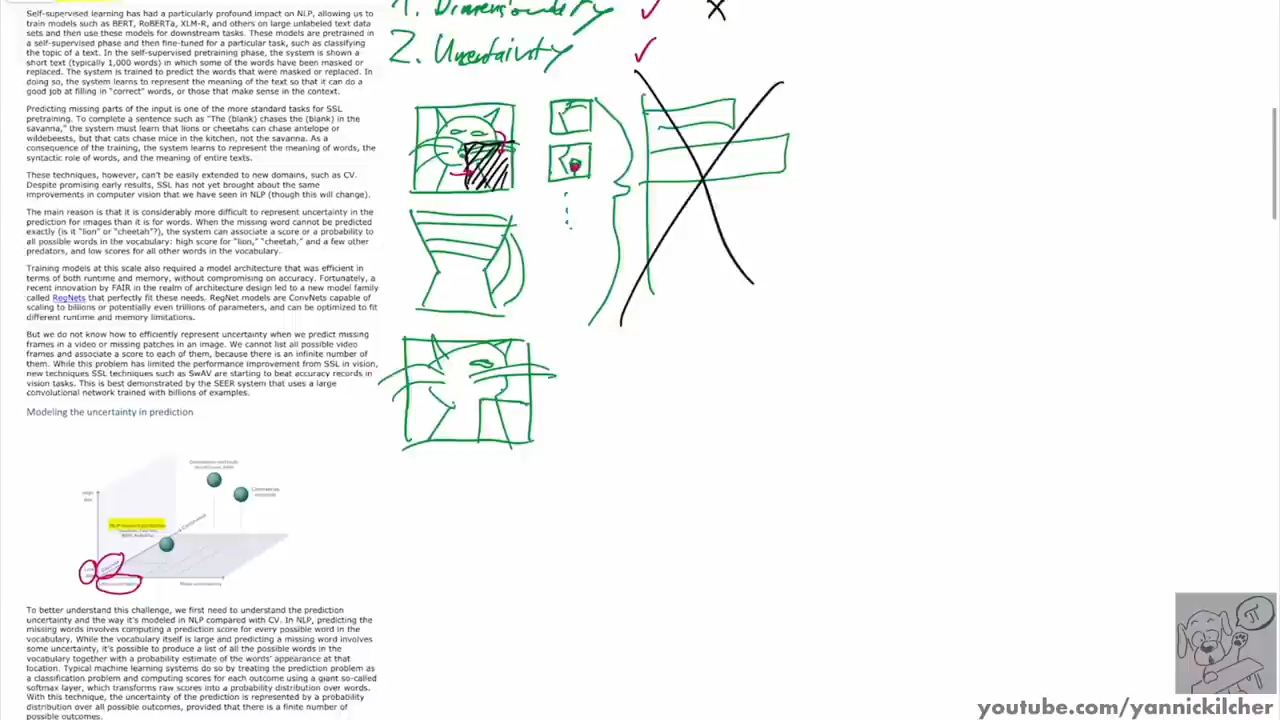 Self-supervised learning has had a particularly profound impact on NLP, allowing us to
train models such as BERT, RoBERTa, XLM-R, and others on large unlabeled text data
sets and then use these models for downstream tasks. These models are pretrained in
a self-supervised phase and then fine-tuned for a particular task, such as classifying
the topic of a text. In the self-supervised pretraining phase, the system is shown a
short text (typically 1,000 words) in which some of the words have been masked or
replaced. The system is trained to predict the words that were masked or replaced. In
doing so, the system learns to represent the meaning of the text so that it can do a
good job at filling in “correct” words, or those that make sense in the context.
Predicting missing parts of the input is one of the more standard tasks for SSL
pretraining. To complete a sentence such as “The (blank) chases the (blank) in the
savanna,” the system must learn that lions or cheetahs can chase antelope or
wildebeests, but that cats chase mice in the kitchen, not the savanna. As a
consequence of the training, the system learns to represent the meaning of words, the
syntactic role of words, and the meaning of entire texts.
These techniques, however, can’t be easily extended to new domains, such as CV.
Despite promising early results, SSL has not yet brought about the same
improvements in computer vision that we have seen in NLP (though this will change).
The main reason is that it is considerably more difficult to represent uncertainty in the
prediction for images than it is for words. When the missing word cannot be predicted
exactly (is it “lion” or “cheetah”?), the system can associate a score or a probability to
all possible words in the vocabulary: high score for “lion,” “cheetah,” and a few other
predators, and low scores for all other words in the vocabulary.
Training models at this scale also required a model architecture that was efficient in
terms of both runtime and memory, without compromising on accuracy. Fortunately, a
recent innovation by FAIR in the realm of architecture design led to a new model family
called RegNets that perfectly fit these needs. RegNet models are ConvNets capable of
scaling to billions or potentially even trillions of parameters, and can be optimized to fit
different runtime and memory limitations.
But we do not know how to efficiently represent uncertainty when we predict missing
frames in a video or missing patches in an image. We cannot list all possible video
frames and associate a score to each of them, because there is an infinite number of
them. While this problem has limited the performance improvement from SSL in vision,
new techniques SSL techniques such as SwAV are starting to beat accuracy records in
vision tasks. This is best demonstrated by the SEER system that uses a large
convolutional network trained with billions of examples.
Modeling the uncertainty in prediction
To better understand this challenge, we first need to understand the prediction
uncertainty and the way it’s modeled in NLP compared with CV. In NLP, predicting the
missing words involves computing a prediction score for every possible word in the
vocabulary. While the vocabulary itself is large and predicting a missing word involves
some uncertainty, it’s possible to produce a list of all the possible words in the
vocabulary together with a probability estimate of the words’ appearance at that
location. Typical machine learning systems do so by treating the prediction problem as
a classification problem and computing scores for each outcome using a giant so-called
softmax layer, which transforms raw scores into a probability distribution over words.
With this technique, the uncertainty of the prediction is represented by a probability
distribution over all possible outcomes, provided that there is a finite number of
possible outcomes.
1. Dimensionality
2. Uncertainity
youtube.com/yannickilcher